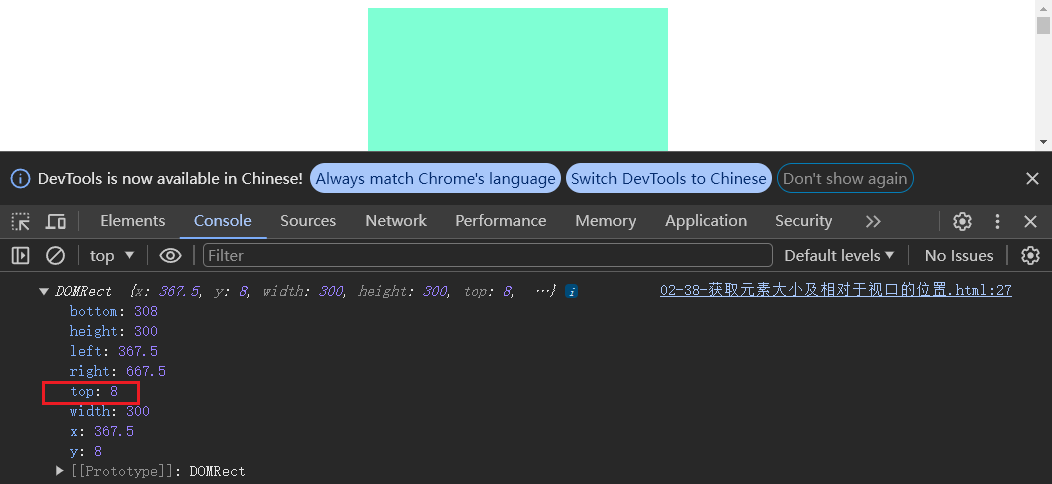 DevTools is now available in Chinese! Always match Chrome's language Switch DevTools to Chinese Don't show again
Elements Console Sources Network Performance Memory Application Security
top Filter Default levels No Issues
DOMRect {x: 367.5, y: 8, width: 300, height: 300, top: 8, …} i 02-38-获取元素大小及相对于视口的位置.html:27
bottom: 308
height: 300
left: 367.5
right: 667.5
top: 8
width: 300
x: 367.5
y: 8
[[Prototype]]: DOMRect